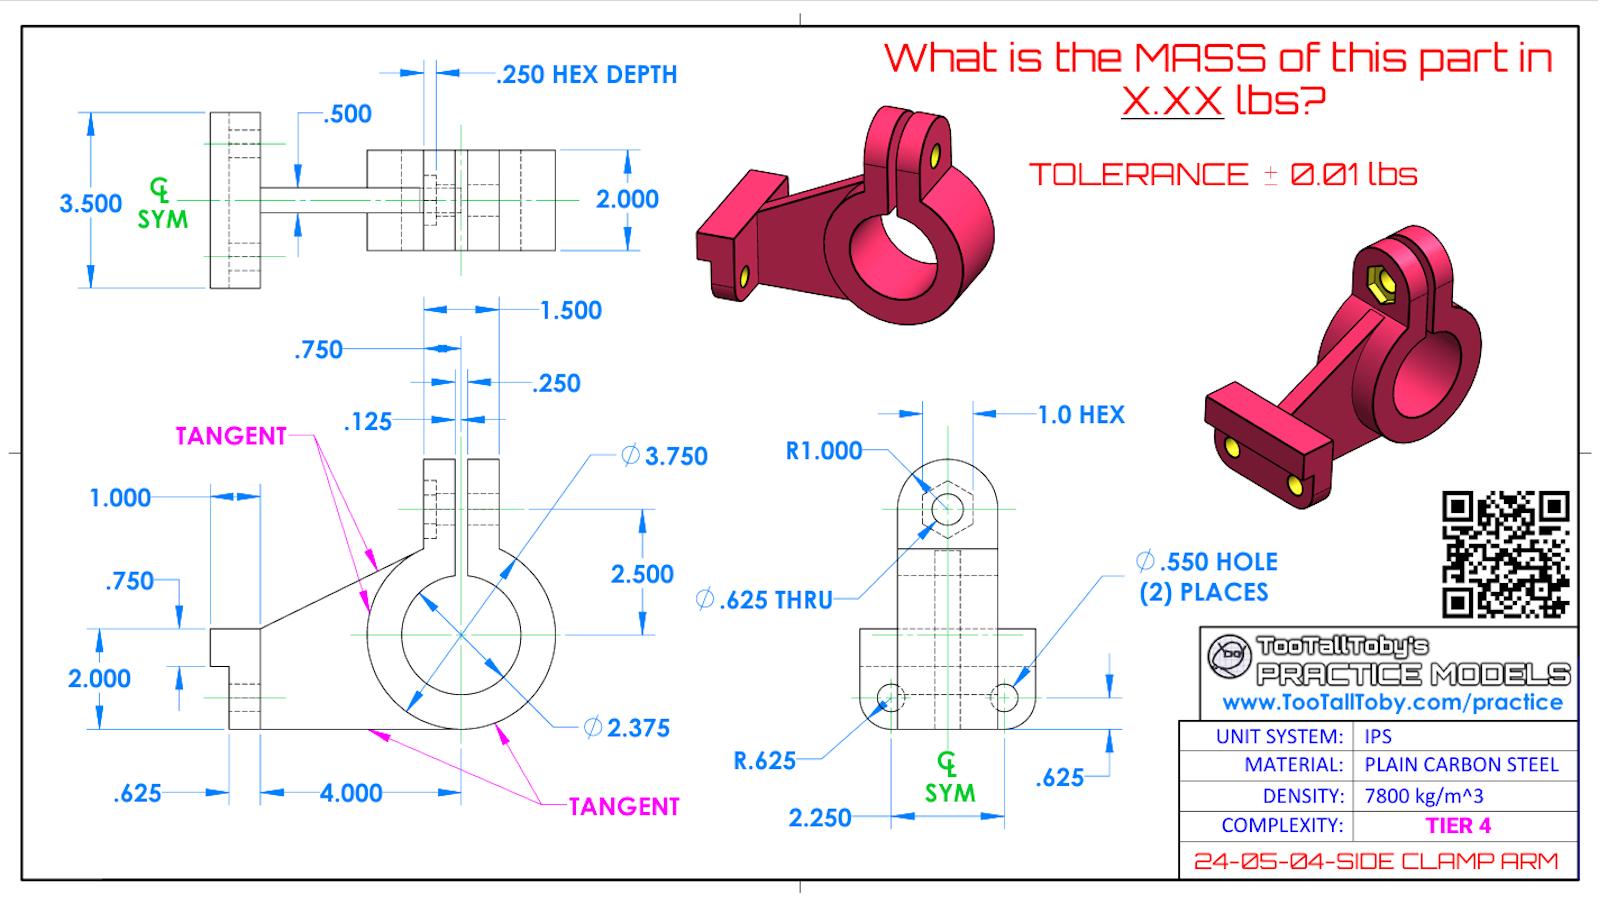 What is the MASS of this part in
X.XX lbs?
TOLERANCE ± 0.01 lbs
.250 HEX DEPTH
.500
3.500
℄
SYM
2.000
1.500
.750
.250
.125
TANGENT
∅ 3.750
1.000
.750
2.500
2.000
∅ 2.375
.625
4.000
TANGENT
1.0 HEX
R1.000
∅ .550 HOLE
(2) PLACES
∅ .625 THRU
R.625
℄
SYM
.625
2.250
TooTallToby's
PRACTICE MODELS
www.TooTallToby.com/practice
UNIT SYSTEM: IPS
MATERIAL: PLAIN CARBON STEEL
DENSITY: 7800 kg/m^3
COMPLEXITY: TIER 4
24-05-04-SIDE CLAMP ARM